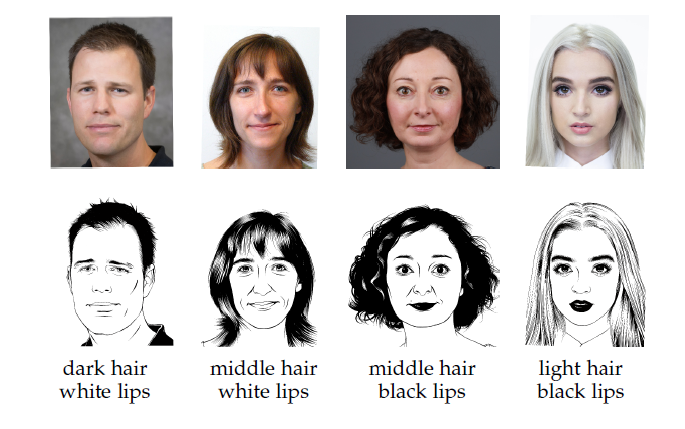 dark hair
white lips
middle hair
white lips
middle hair
black lips
light hair
black lips